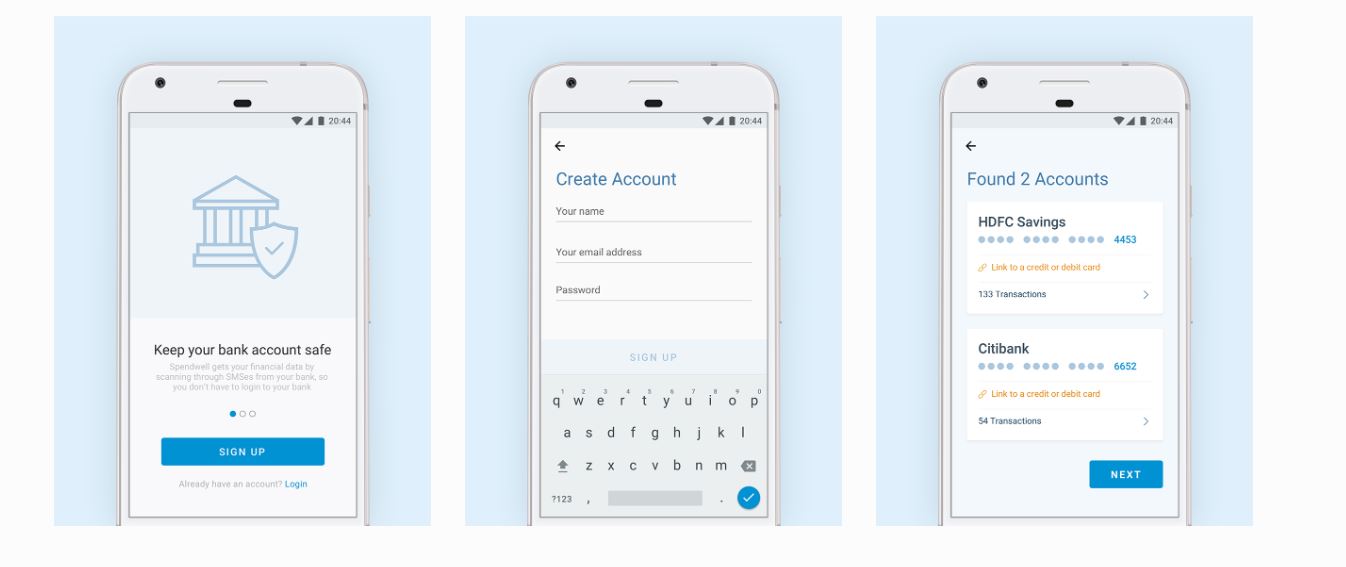 20:44
Keep your bank account safe
Spendwell gets your financial data by
scanning through SMSes from your bank, so
you don't have to login to your bank
SIGN UP
Already have an account? Login
20:44
Create Account
Your name
Your email address
Password
SIGN UP
1 2 3 4 5 6 7 8 9 0
q w e r t y u i o p
a s d f g h j k l
z x c v b n m
?123 , .
20:44
Found 2 Accounts
HDFC Savings
4453
Link to a credit or debit card
133 Transactions
Citibank
6652
Link to a credit or debit card
54 Transactions
NEXT